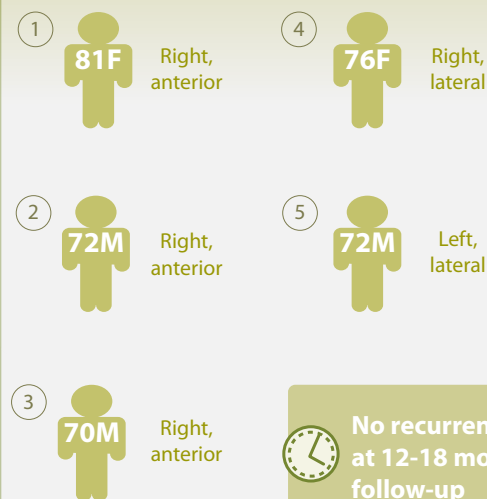 1
81F
Right,
anterior
2
72M
Right,
anterior
3
70M
Right,
anterior
4
76F
Right,
lateral
5
72M
Left,
lateral
No recurren
at 12-18 mo
follow-up